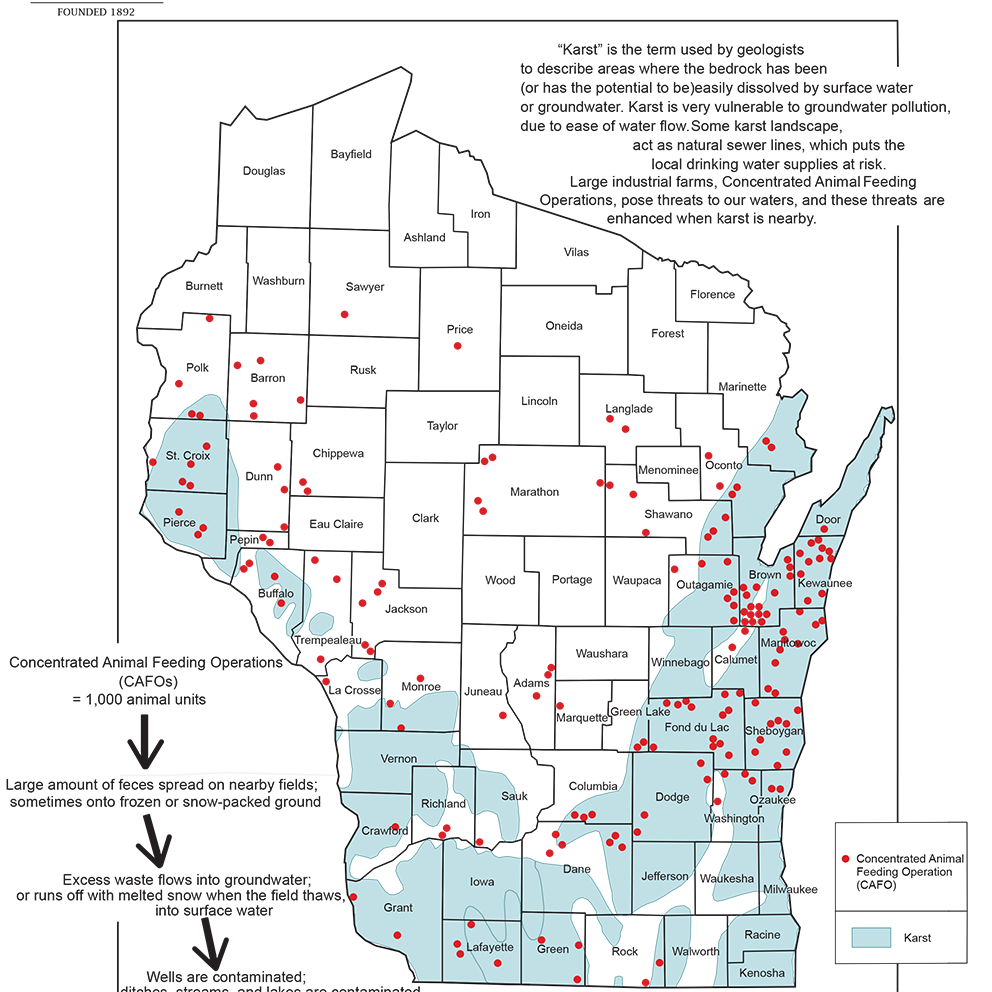 FOUNDED 1892
“Karst” is the term used by geologists
to describe areas where the bedrock has been
(or has the potential to be)easily dissolved by surface water
or groundwater. Karst is very vulnerable to groundwater pollution,
due to ease of water flow. Some karst landscape,
act as natural sewer lines, which puts the
local drinking water supplies at risk.
Large industrial farms, Concentrated Animal Feeding
Operations, pose threats to our waters, and these threats are
enhanced when karst is nearby.
Douglas
Bayfield
Ashland
Iron
Vilas
Burnett
Washburn
Sawyer
Price
Oneida
Forest
Florence
Polk
Barron
Rusk
Lincoln
Langlade
Marinette
Taylor
St. Croix
Dunn
Chippewa
Marathon
Menominee
Oconto
Pierce
Pepin
Eau Claire
Clark
Shawano
Door
Buffalo
Trempealeau
Jackson
Wood
Portage
Waupaca
Outagamie
Brown
Kewaunee
La Crosse
Monroe
Juneau
Adams
Waushara
Marquette
Green Lake
Winnebago
Calumet
Manitowoc
Fond du Lac
Sheboygan
Vernon
Richland
Sauk
Columbia
Dodge
Ozaukee
Washington
Crawford
Iowa
Dane
Jefferson
Waukesha
Milwaukee
Grant
Lafayette
Green
Rock
Walworth
Racine
Kenosha
Concentrated Animal Feeding Operations
(CAFOs)
= 1,000 animal units
Large amount of feces spread on nearby fields;
sometimes onto frozen or snow-packed ground
Excess waste flows into groundwater;
or runs off with melted snow when the field thaws,
into surface water
Wells are contaminated;
ditches, streams, and lakes are contaminated
Concentrated Animal
Feeding Operation
(CAFO)
Karst